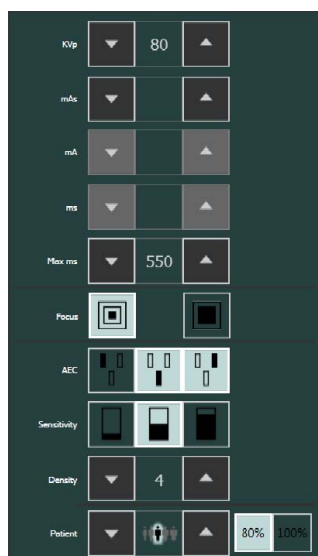 KVp 80
mAs
mA
ms
Max ms 550
Focus
AEC
Sensitivity
Density 4
Patient 80% 100%